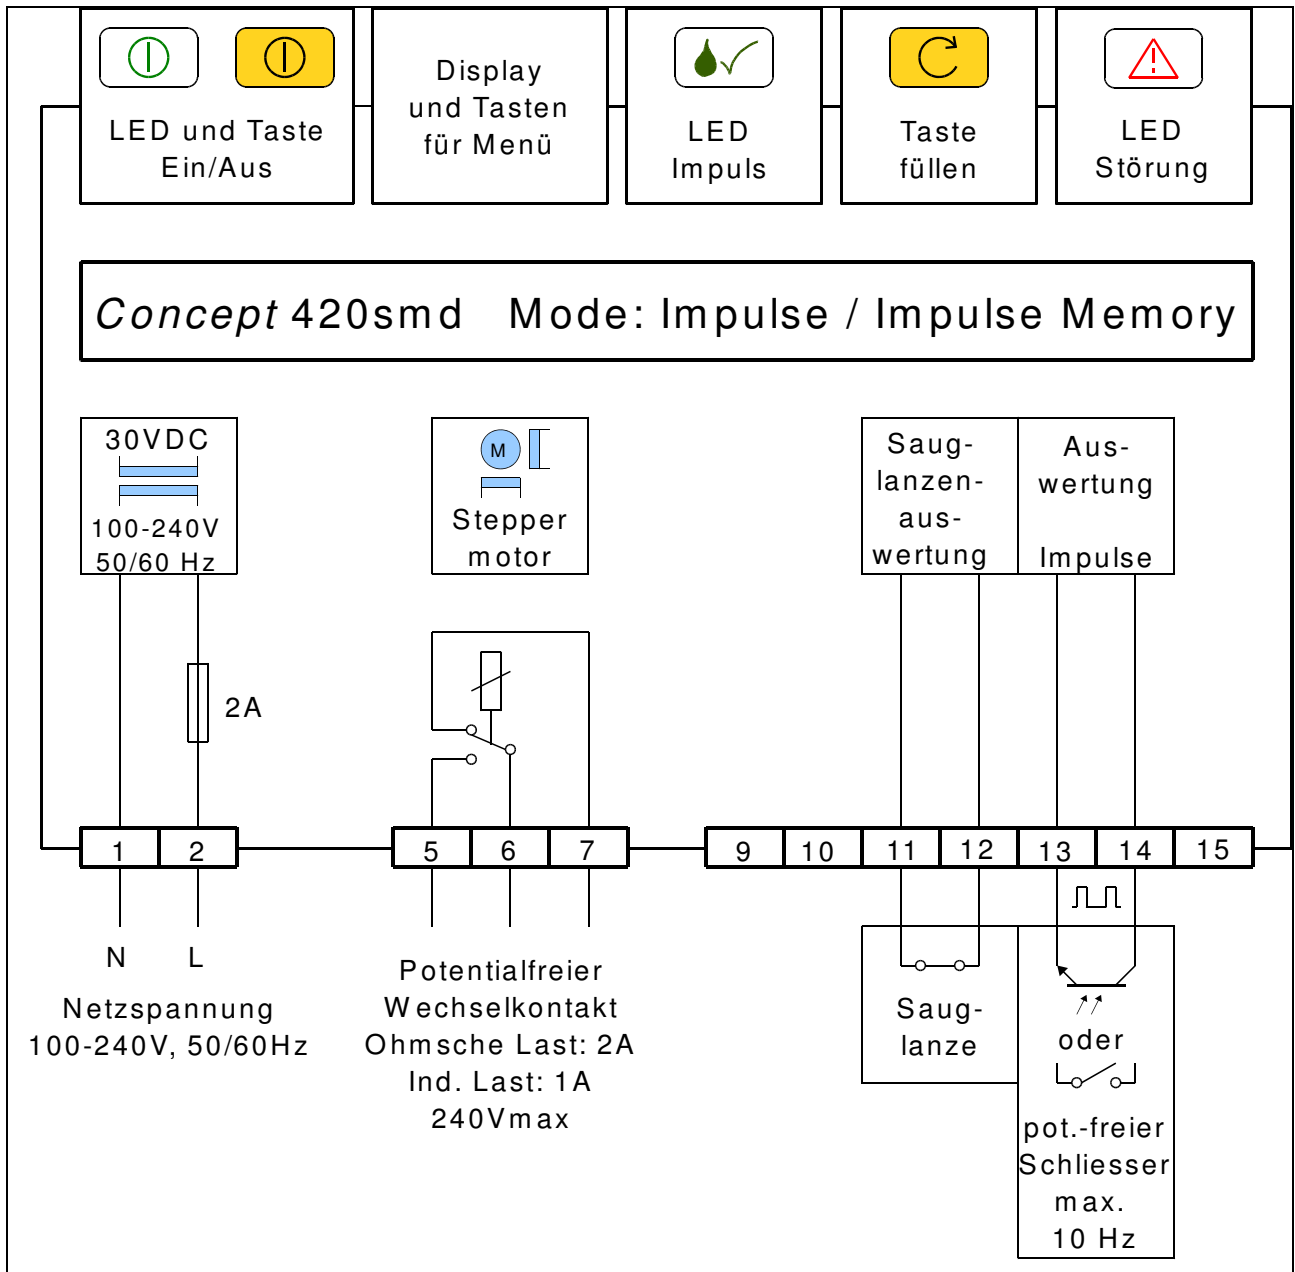 LED und Taste
Ein/Aus
Display
und Tasten
für Menü
LED
Impuls
Taste
füllen
LED
Störung
Concept 420smd Mode: Impulse / Impulse Memory
30VDC
100-240V
50/60 Hz
M
Stepper
motor
Saug-
lanzen-
aus-
wertung
Aus-
wertung
Impulse
2A
1 2 5 6 7 9 10 11 12 13 14 15
N L
Netzspannung
100-240V, 50/60Hz
Potentialfreier
Wechselkontakt
Ohmsche Last: 2A
Ind. Last: 1A
240Vmax
Saug-
lanze
oder
pot.-freier
Schliesser
max.
10 Hz